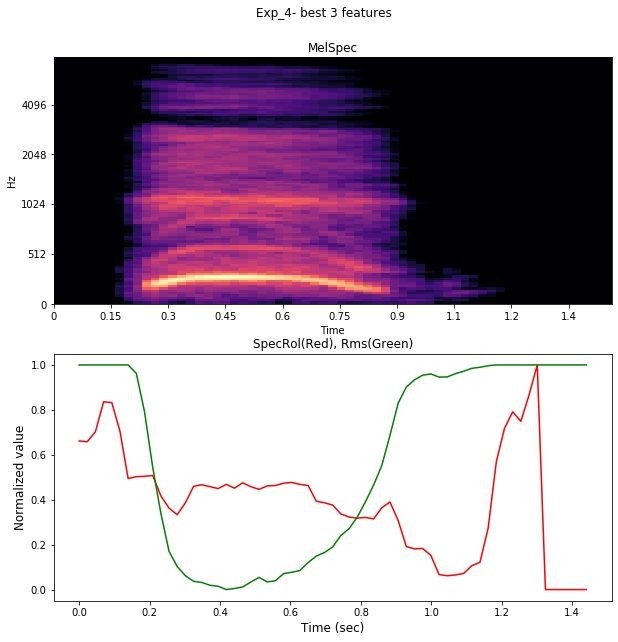 Exp_4- best 3 features
MelSpec
Hz
4096
2048
1024
512
0
0 0.15 0.3 0.45 0.6 0.75 0.9 1.1 1.2 1.4
Time
SpecRol(Red), Rms(Green)
Normalized value
1.0
0.8
0.6
0.4
0.2
0.0
0.0 0.2 0.4 0.6 0.8 1.0 1.2 1.4
Time (sec)